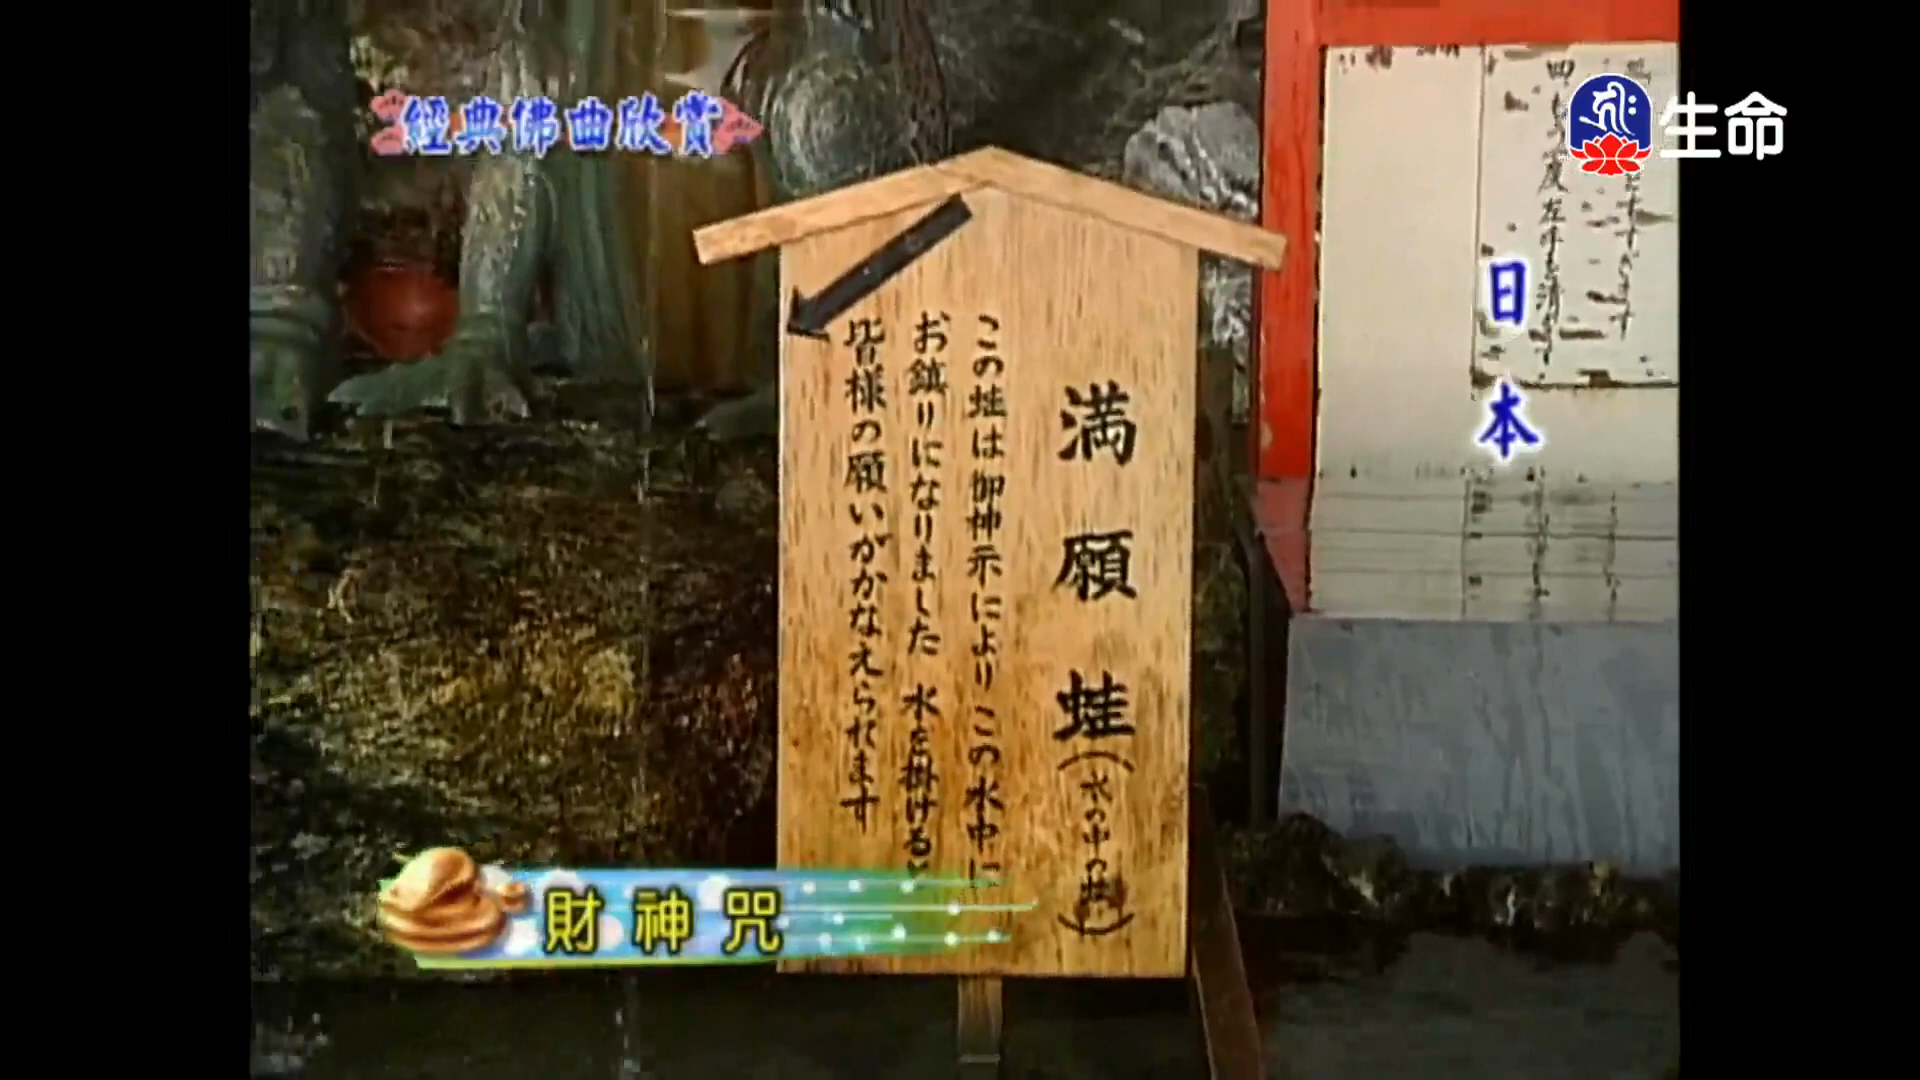 經典佛曲欣賞
生命
日本
満願蛙(水の中の蛙)
この蛙は御神示によりこの水中に
お鎮りになりました 水を掛けると
皆様の願いがかなえられます
財神咒